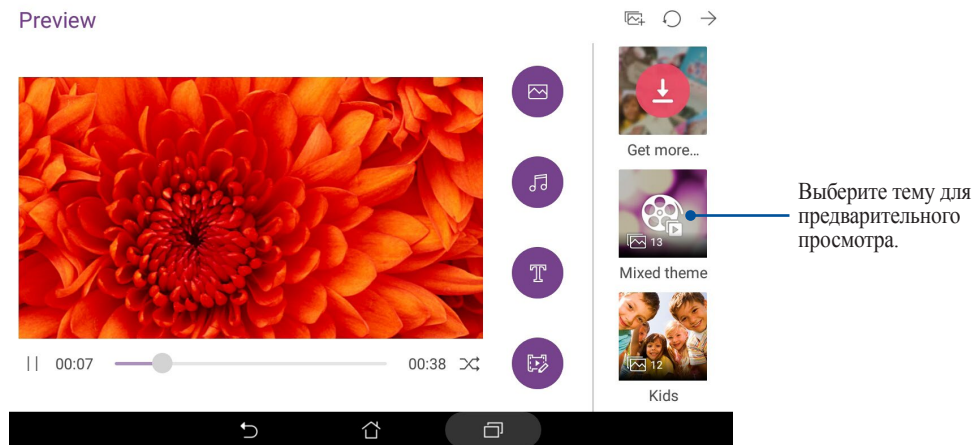 Preview
Get more...
13
Mixed theme
Выберите тему для
предварительного
просмотра.
12
Kids
00:07
00:38